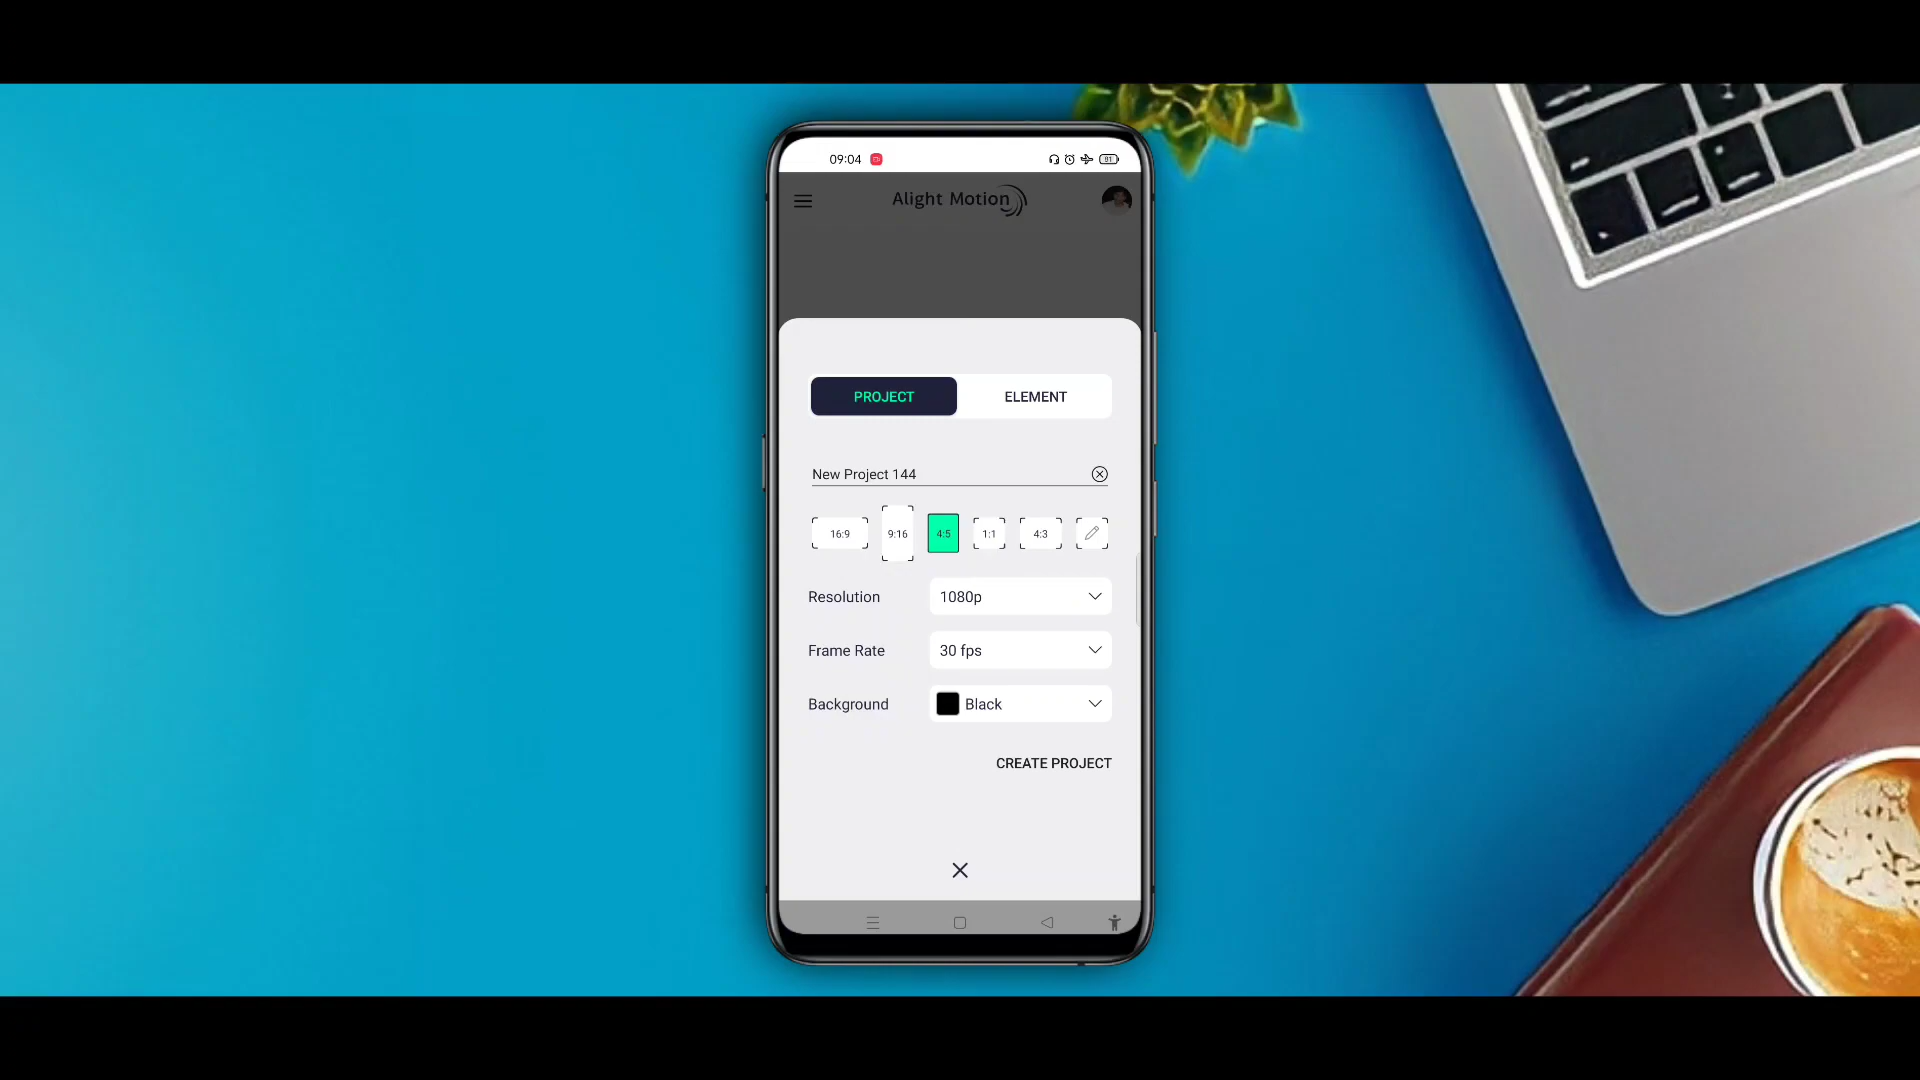 09:04 81
Alight Motion
PROJECT ELEMENT
New Project 144
16:9 9:16 4:5 1:1 4:3
Resolution 1080p
Frame Rate 30 fps
Background Black
CREATE PROJECT